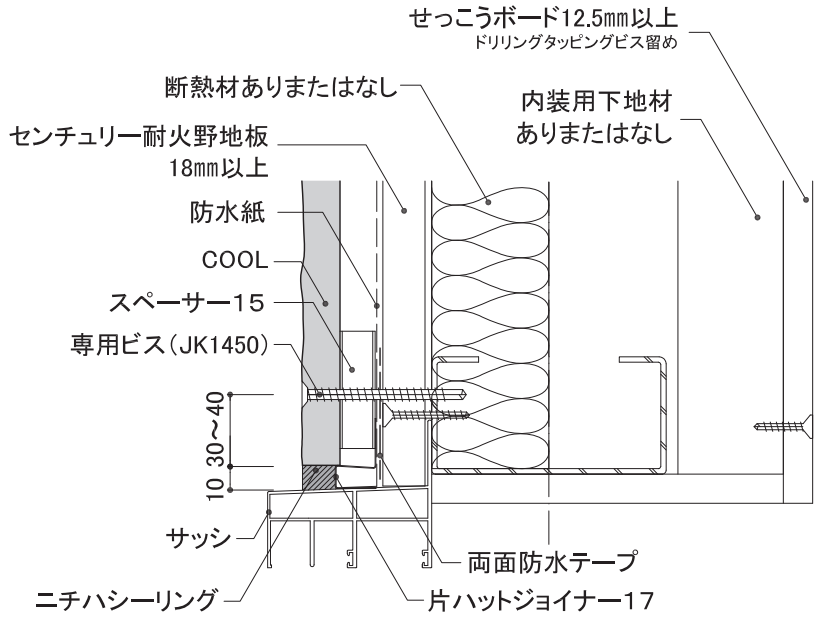 せっこうボード12.5mm以上
ドリリングタッピングビス留め
断熱材ありまたはなし
内装用下地材
ありまたはなし
センチュリー耐火野地板
18mm以上
防水紙
COOL
スペーサー15
専用ビス(JK1450)
30〜40
10
サッシ
両面防水テープ
ニチハシーリング
片ハットジョイナー17